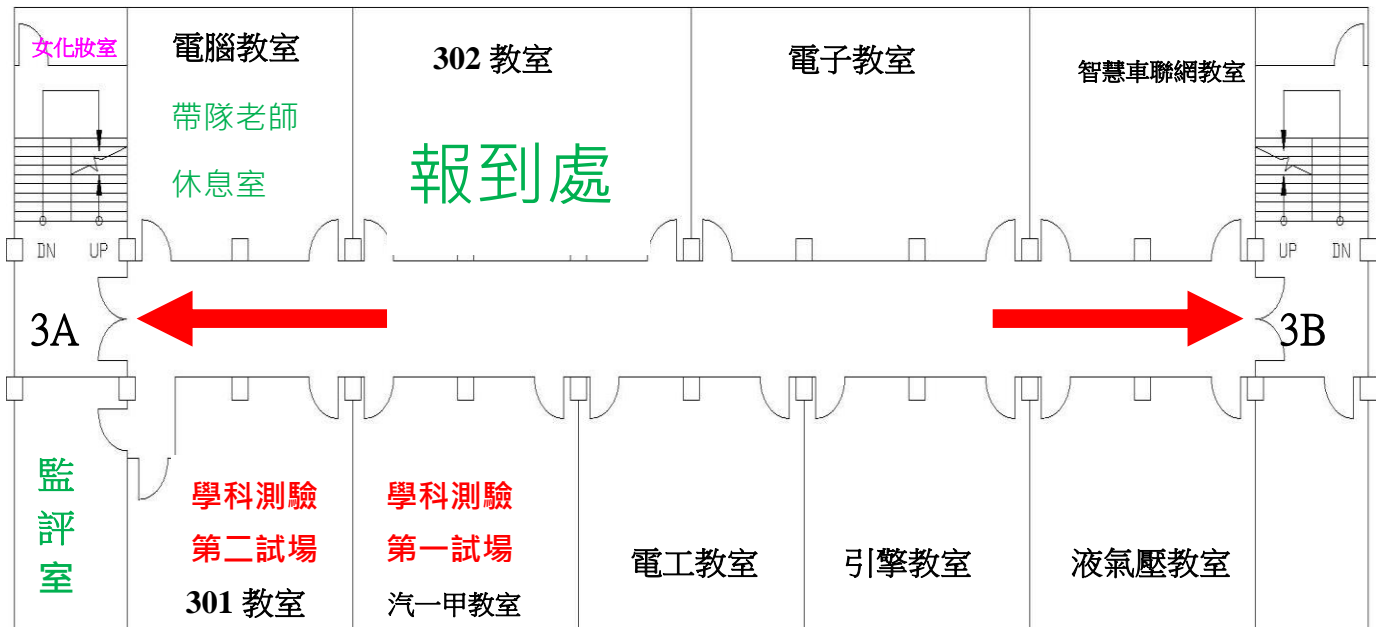 女化妝室
電腦教室
帶隊老師
休息室
302 教室
報到處
電子教室
智慧車聯網教室
DN
UP
UP
DN
3A
3B
監
評
室
學科測驗
第二試場
301 教室
學科測驗
第一試場
汽一甲教室
電工教室
引擎教室
液氣壓教室